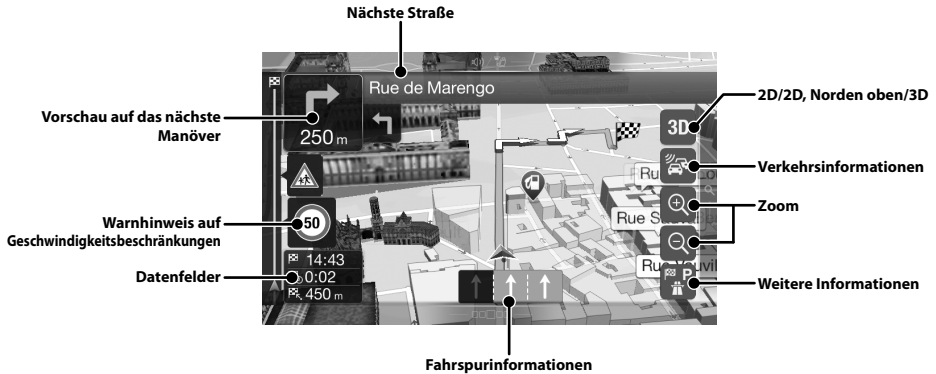 Nächste Straße
Rue de Marengo
Vorschau auf das nächste
Manöver
250 m
3D
2D/2D, Norden oben/3D
Verkehrsinformationen
Zoom
50
Warnhinweis auf
Geschwindigkeitsbeschränkungen
Rue S
14:43
Datenfelder
0:02
450 m
P
Weitere Informationen
Fahrspurinformationen